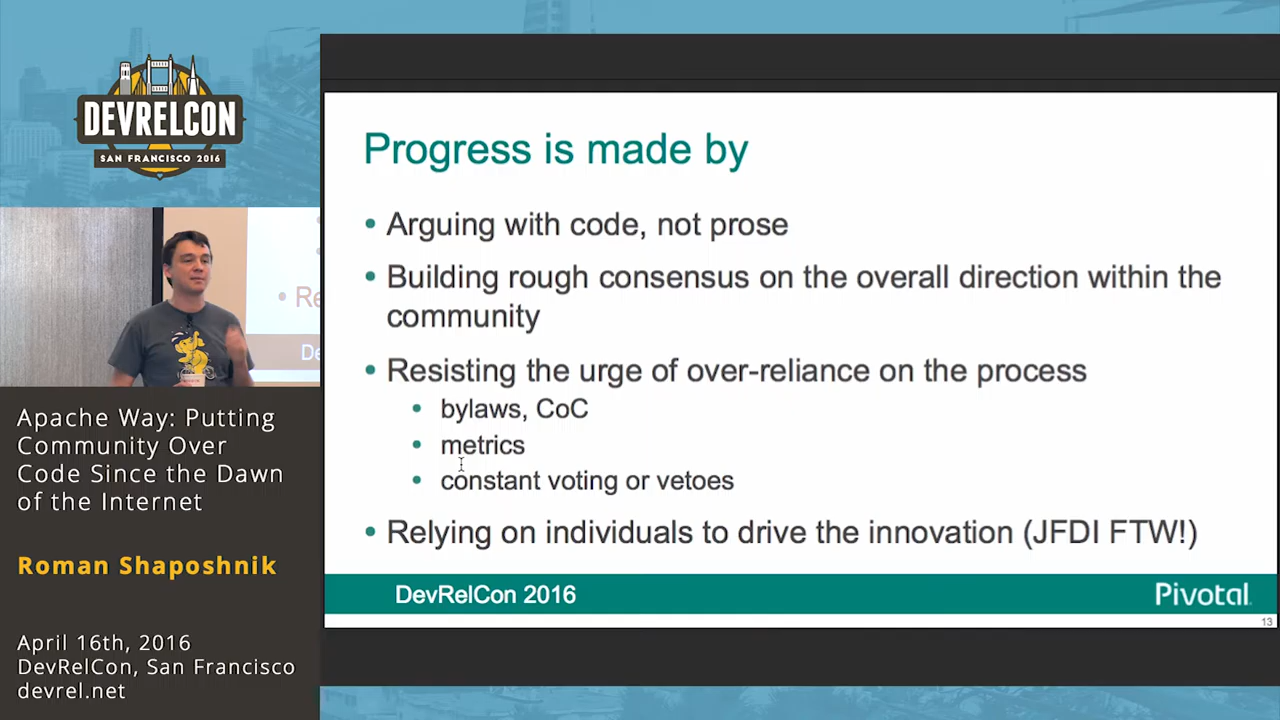 DEVRELCON
SAN FRANCISCO 2016
Re
De
Apache Way: Putting
Community Over
Code Since the Dawn
of the Internet
Roman Shaposhnik
April 16th, 2016
DevRelCon, San Francisco
devrel.net
Progress is made by
• Arguing with code, not prose
• Building rough consensus on the overall direction within the
community
• Resisting the urge of over-reliance on the process
• bylaws, CoC
• metrics
• constant voting or vetoes
• Relying on individuals to drive the innovation (JFDI FTW!)
DevRelCon 2016
Pivotal
13